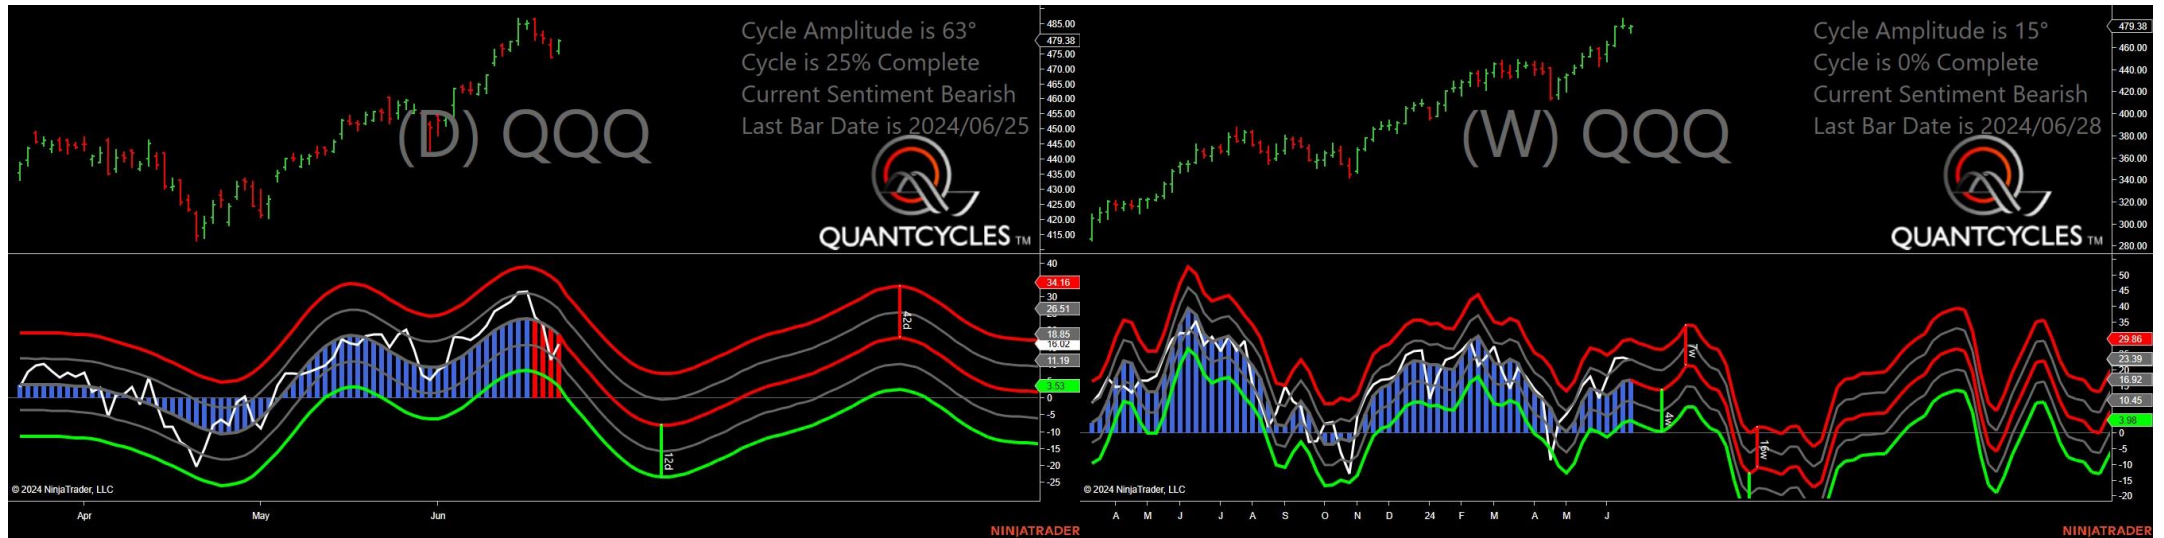 Cycle Amplitude is 63°
Cycle is 25% Complete
Current Sentiment Bearish
Last Bar Date is 2024/06/25
(D) QQQ
QUANTCYCLES TM
485.00
479.38
475.00
470.00
465.00
460.00
455.00
450.00
445.00
440.00
435.00
430.00
425.00
420.00
415.00
40
34.16
30
26.51
18.85
16.02
11.19
3.53
0
-5
-10
-15
-20
-25
42d
12d
© 2024 NinjaTrader, LLC
Apr
May
Jun
NINJATRADER
Cycle Amplitude is 15°
Cycle is 0% Complete
Current Sentiment Bearish
Last Bar Date is 2024/06/28
(W) QQQ
QUANTCYCLES TM
479.38
460.00
440.00
420.00
400.00
380.00
360.00
340.00
320.00
300.00
280.00
50
45
40
35
29.86
23.39
20
16.92
10.45
3.98
0
-5
-10
-15
-20
7w
4w
16w
© 2024 NinjaTrader, LLC
A M J J A S O N D 24 F M A M J
NINJATRADER